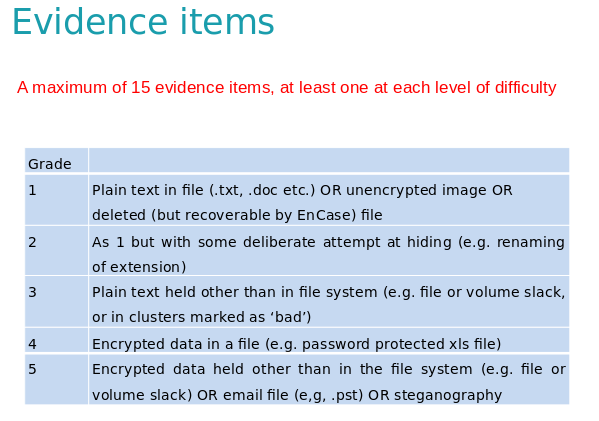 Evidence items
A maximum of 15 evidence items, at least one at each level of difficulty
Grade
1 Plain text in file (.txt, .doc etc.) OR unencrypted image OR
deleted (but recoverable by EnCase) file
2 As 1 but with some deliberate attempt at hiding (e.g. renaming
of extension)
3 Plain text held other than in file system (e.g. file or volume slack,
or in clusters marked as ‘bad’)
4 Encrypted data in a file (e.g. password protected xls file)
5 Encrypted data held other than in the file system (e.g. file or
volume slack) OR email file (e,g, .pst) OR steganography